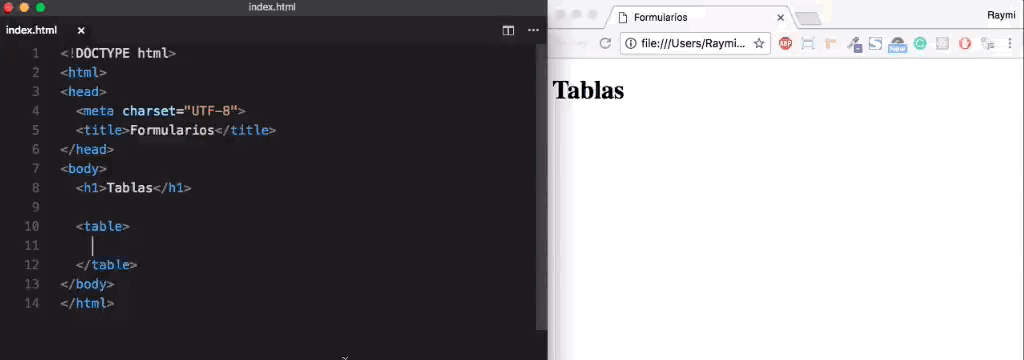 index.html
index.html
1 <!DOCTYPE html>
2 <html>
3 <head>
4 <meta charset="UTF-8">
5 <title>Formularios</title>
6 </head>
7 <body>
8 <h1>Tablas</h1>
9
10 <table>
11
12 </table>
13 </body>
14 </html>
Formularios
Raymi
file:///Users/Raymi...
ABP
New
js
Tablas